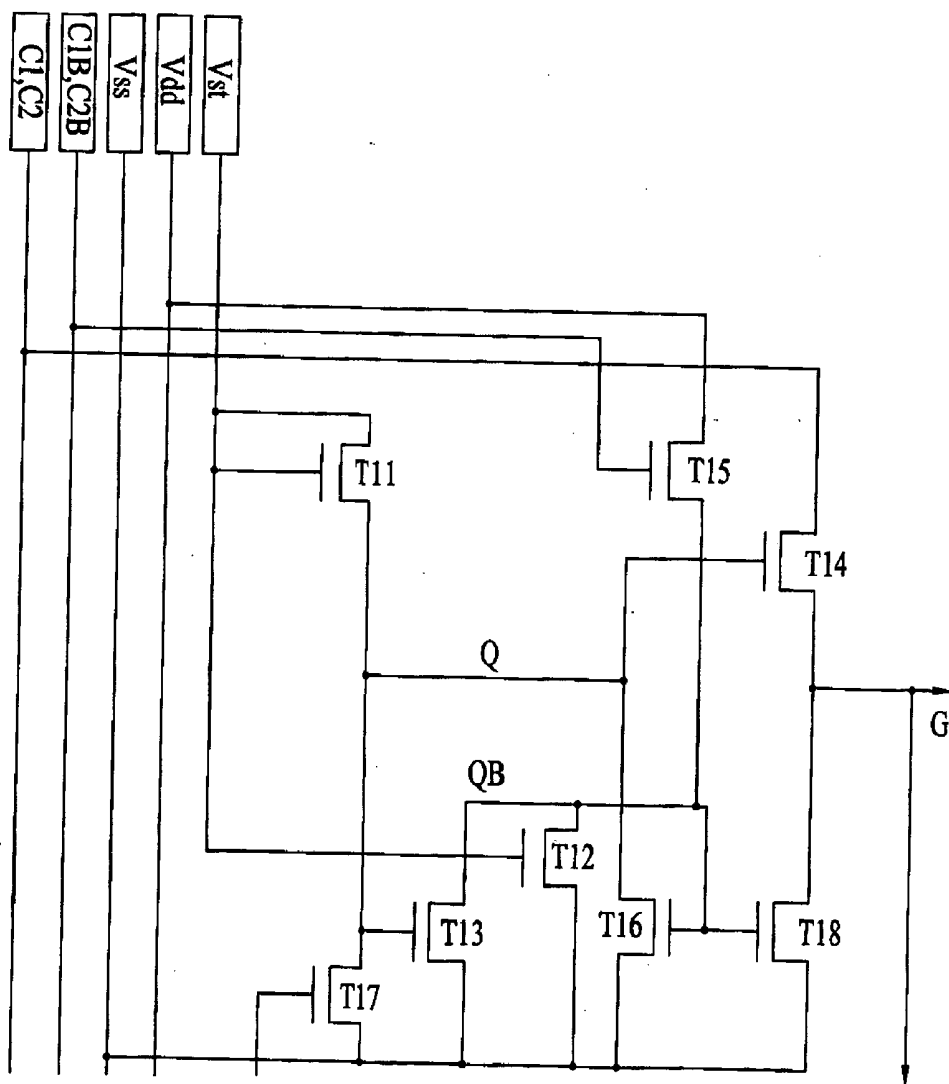 C1,C2
C1B,C2B
Vss
Vdd
Vst
T11
T15
T14
Q
G
QB
T12
T13
T16
T18
T17